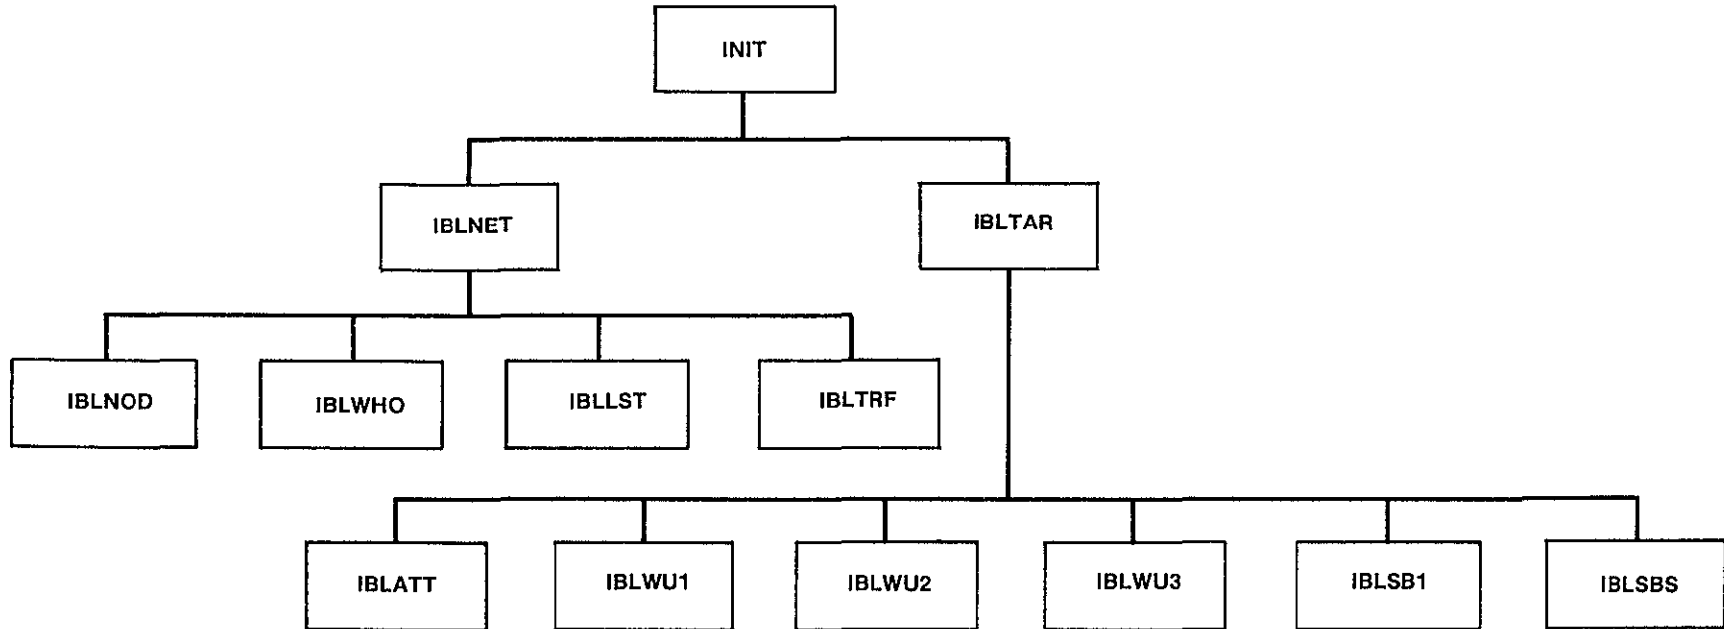 INIT
IBLNET
IBLTAR
IBLNOD
IBLWHO
IBLLST
IBLTRF
IBLATT
IBLWU1
IBLWU2
IBLWU3
IBLSB1
IBLSBS